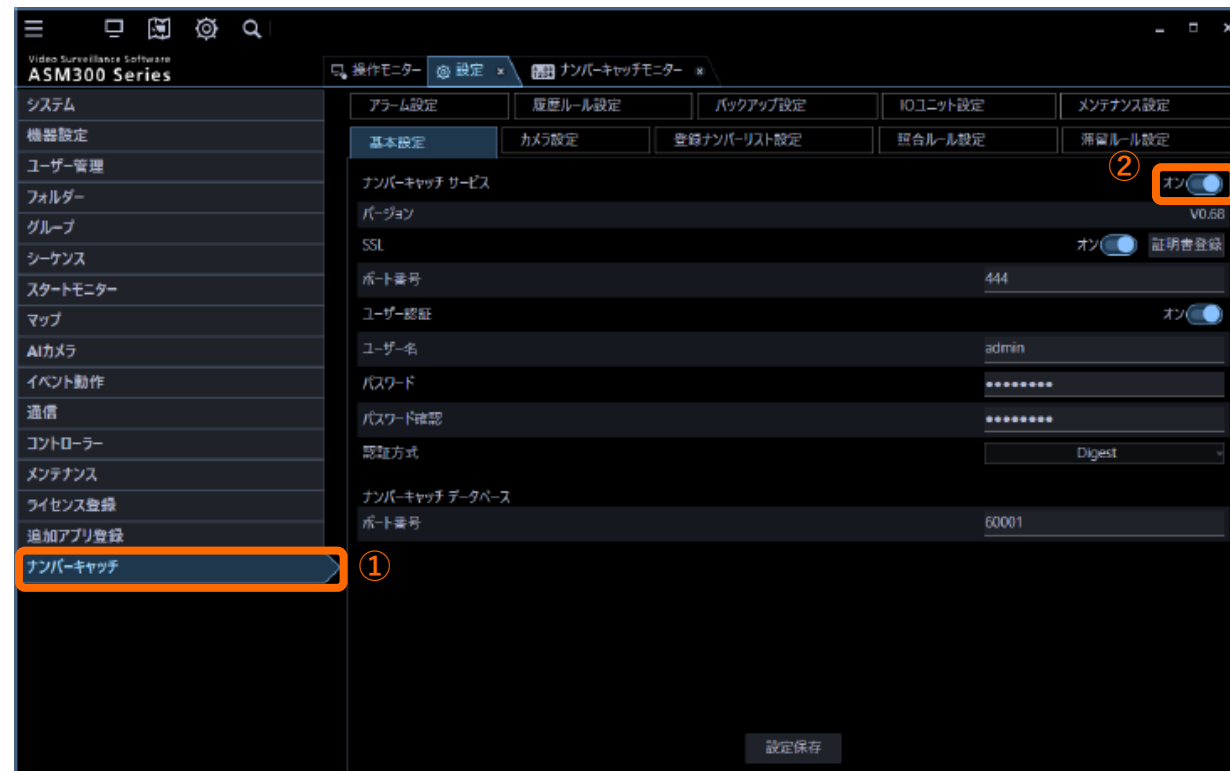 Video Surveillance Software
ASM300 Series
操作モニター 設定 × ナンバーキャッチモニター ×
システム
機器設定
ユーザー管理
フォルダー
グループ
シーケンス
スタートモニター
マップ
AIカメラ
イベント動作
通信
コントローラー
メンテナンス
ライセンス登録
追加アプリ登録
ナンバーキャッチ
①
アラーム設定 履歴ルール設定 バックアップ設定 IOユニット設定 メンテナンス設定
基本設定 カメラ設定 登録ナンバーリスト設定 照合ルール設定 滞留ルール設定
②
ナンバーキャッチ サービス オン
バージョン V0.68
SSL オン 証明書登録
ポート番号 444
ユーザー認証 オン
ユーザー名 admin
パスワード ••••••••
パスワード確認 ••••••••
認証方式 Digest
ナンバーキャッチ データベース
ポート番号 60001
設定保存